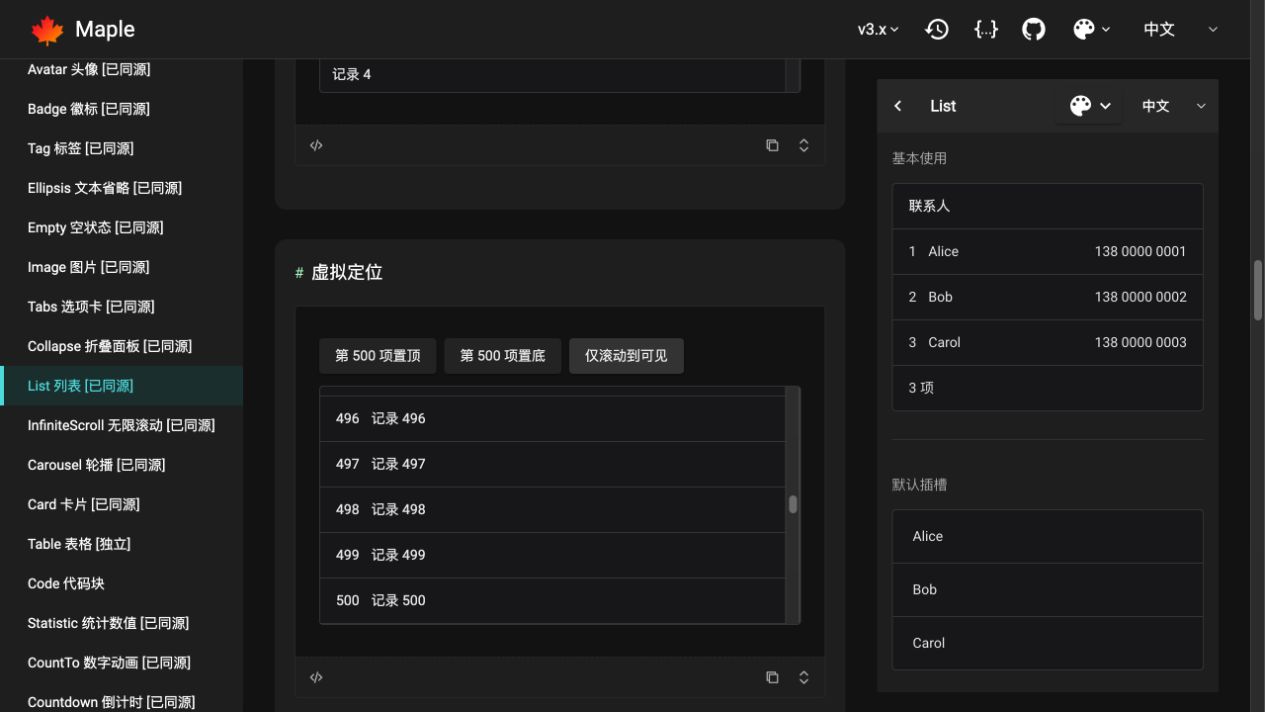 Maple
v3.x
中文
Avatar 头像 [已同源]
Badge 徽标 [已同源]
Tag 标签 [已同源]
Ellipsis 文本省略 [已同源]
Empty 空状态 [已同源]
Image 图片 [已同源]
Tabs 选项卡 [已同源]
Collapse 折叠面板 [已同源]
List 列表 [已同源]
InfiniteScroll 无限滚动 [已同源]
Carousel 轮播 [已同源]
Card 卡片 [已同源]
Table 表格 [独立]
Code 代码块
Statistic 统计数值 [已同源]
CountTo 数字动画 [已同源]
Countdown 倒计时 [已同源]
记录 4
# 虚拟定位
第 500 项置顶 第 500 项置底 仅滚动到可见
496 记录 496
497 记录 497
498 记录 498
499 记录 499
500 记录 500
List 中文
基本使用
联系人
1 Alice 138 0000 0001
2 Bob 138 0000 0002
3 Carol 138 0000 0003
3 项
默认插槽
Alice
Bob
Carol